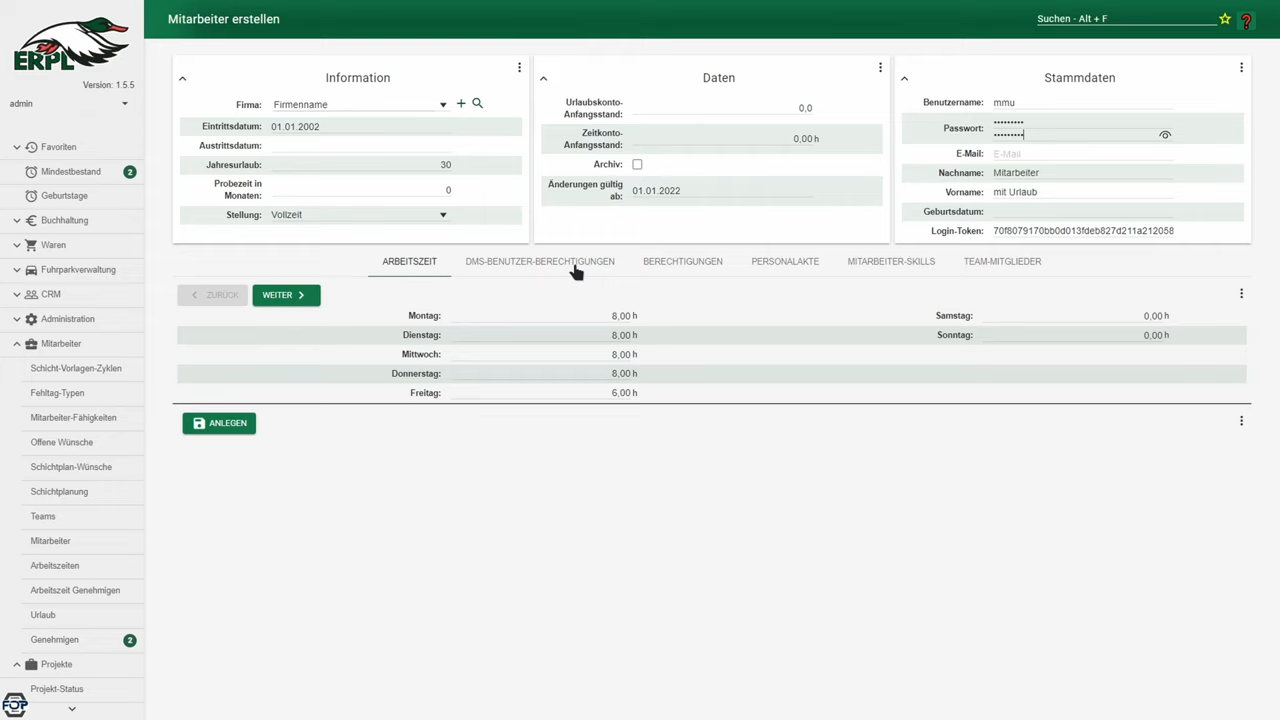 Mitarbeiter erstellen
Suchen - Alt + F
ERPL
Version: 1.5.5
admin
Favoriten
Mindestbestand 2
Geburtstage
Buchhaltung
Waren
Fuhrparkverwaltung
CRM
Administration
Mitarbeiter
Schicht-Vorlagen-Zyklen
Fehltag-Typen
Mitarbeiter-Fähigkeiten
Offene Wünsche
Schichtplan-Wünsche
Schichtplanung
Teams
Mitarbeiter
Arbeitszeiten
Arbeitszeit Genehmigen
Urlaub
Genehmigen 2
Projekte
Projekt-Status
FOP
Information
Firma: Firmenname
Eintrittsdatum: 01.01.2002
Austrittsdatum:
Jahresurlaub: 30
Probezeit in
Monaten: 0
Stellung: Vollzeit
Daten
Urlaubskonto-
Anfangsstand: 0,0
Zeitkonto-
Anfangsstand: 0,00 h
Archiv:
Änderungen gültig
ab: 01.01.2022
Stammdaten
Benutzername: mmu
Passwort: •••••••••
•••••••••
E-Mail: E-Mail
Nachname: Mitarbeiter
Vorname: mit Urlaub
Geburtsdatum:
Login-Token: 70f8079170bb0d013fdeb827d211a212058
ARBEITSZEIT DMS-BENUTZER-BERECHTIGUNGEN BERECHTIGUNGEN PERSONALAKTE MITARBEITER-SKILLS TEAM-MITGLIEDER
ZURÜCK WEITER
Montag: 8,00 h Samstag: 0,00 h
Dienstag: 8,00 h Sonntag: 0,00 h
Mittwoch: 8,00 h
Donnerstag: 8,00 h
Freitag: 6,00 h
ANLEGEN